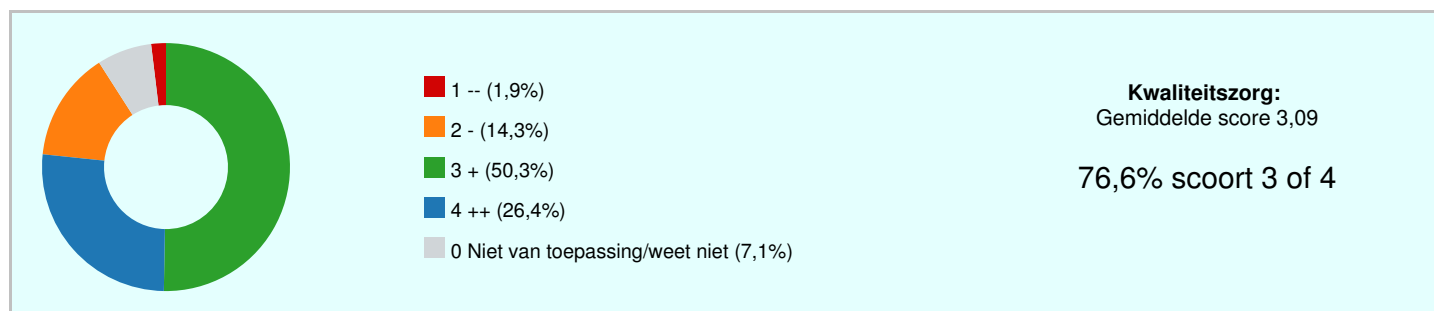 1 -- (1,9%)
2 - (14,3%)
3 + (50,3%)
4 ++ (26,4%)
0 Niet van toepassing/weet niet (7,1%)
Kwaliteitszorg:
Gemiddelde score 3,09
76,6% scoort 3 of 4